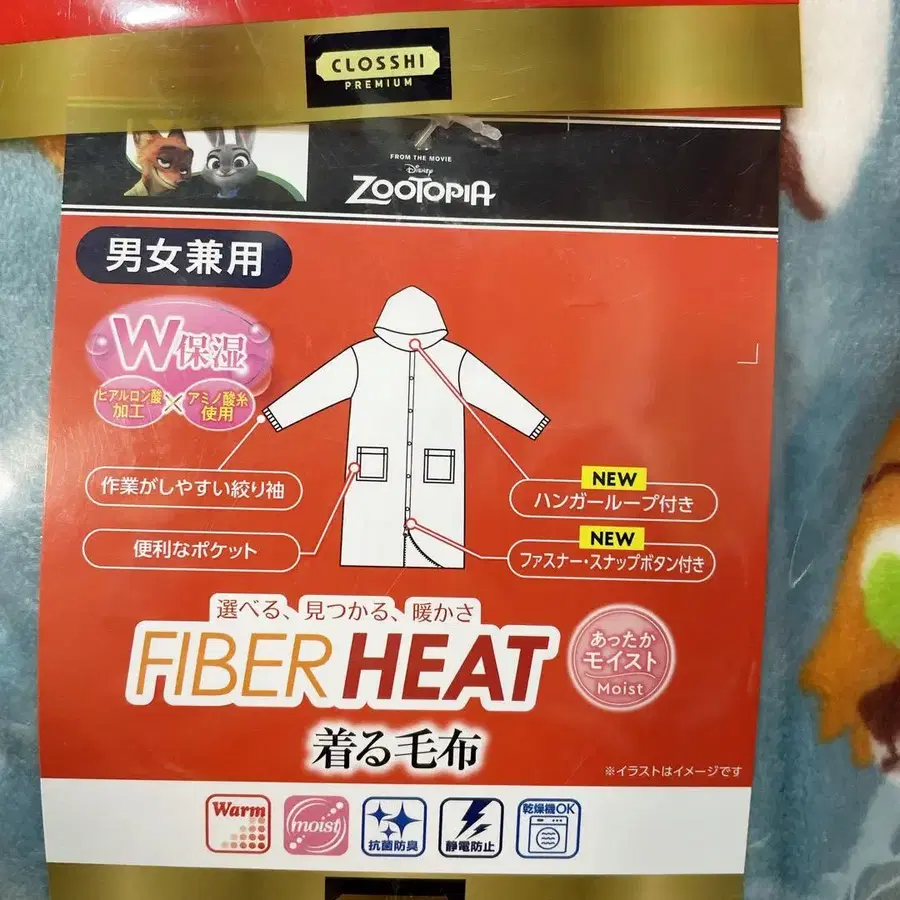 CLOSSHI
PREMIUM
FROM THE MOVIE
Disney
ZOOTOPIA
男女兼用
W保湿
ヒアルロン酸
加工
×
アミノ酸糸
使用
作業がしやすい絞り袖
便利なポケット
NEW
ハンガーループ付き
NEW
ファスナー・スナップボタン付き
選べる、見つかる、暖かさ
FIBER HEAT
あったか
モイスト
Moist
着る毛布
※イラストはイメージです
Warm
moist
抗菌防臭
静電防止
乾燥機OK